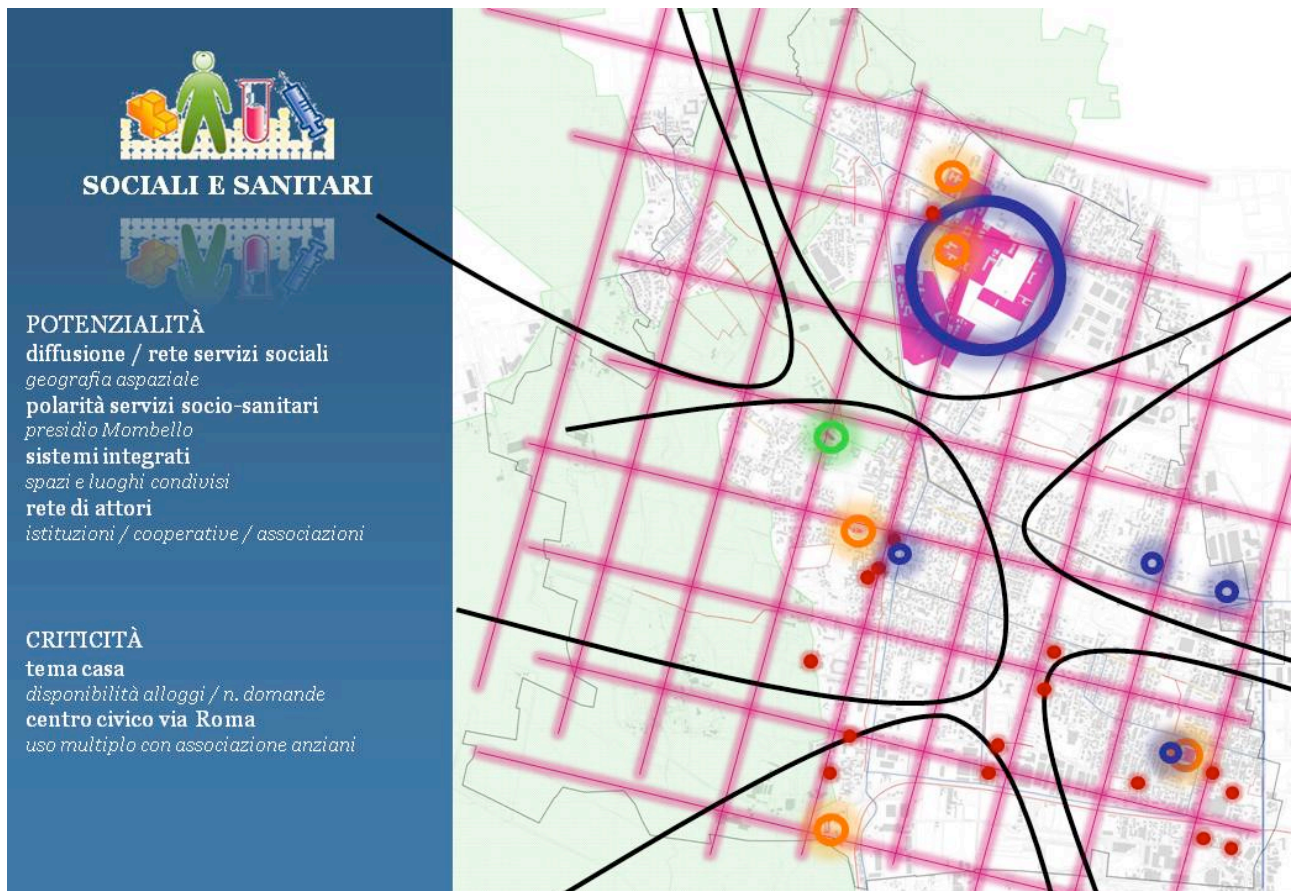 SOCIALI E SANITARI
POTENZIALITÀ
diffusione / rete servizi sociali
geografia aspaziale
polarità servizi socio-sanitari
presidio Mombello
sistemi integrati
spazi e luoghi condivisi
rete di attori
istituzioni / cooperative / associazioni
CRITICITÀ
tema casa
disponibilità alloggi / n. domande
centro civico via Roma
uso multiplo con associazione anziani